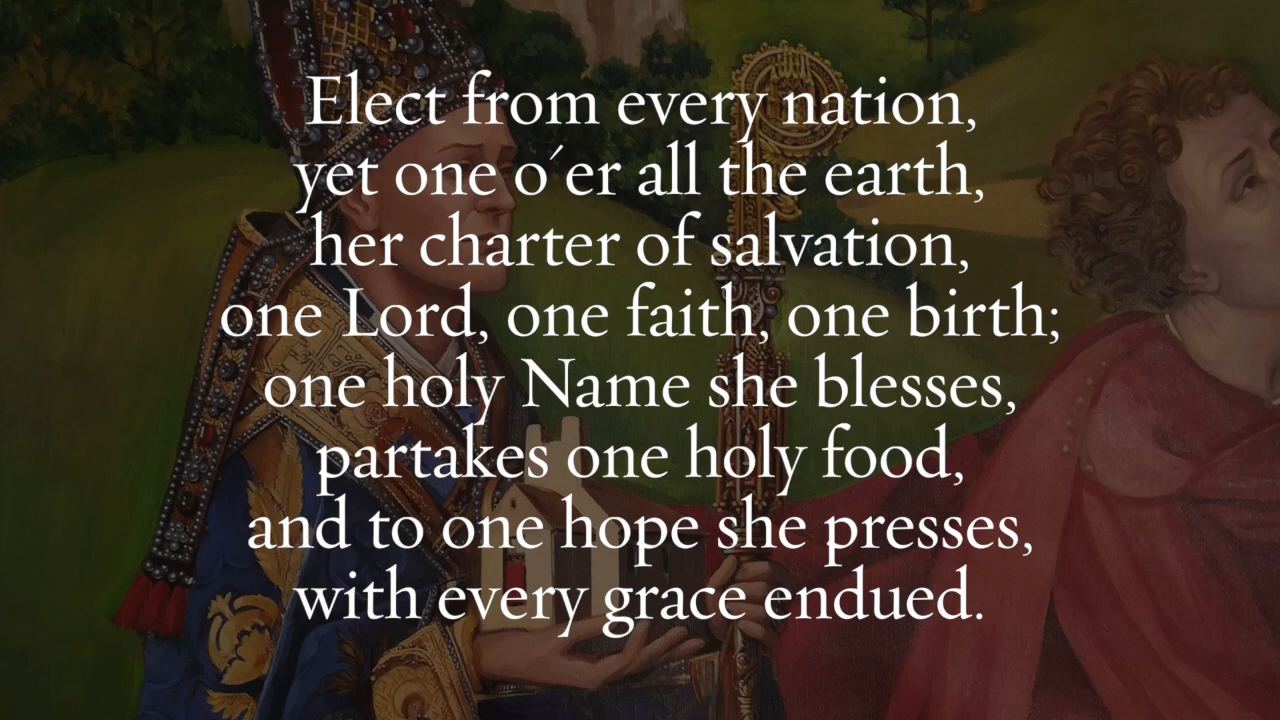 Elect from every nation,
yet one o´er all the earth,
her charter of salvation,
one Lord, one faith, one birth;
one holy Name she blesses,
partakes one holy food,
and to one hope she presses,
with every grace endued.